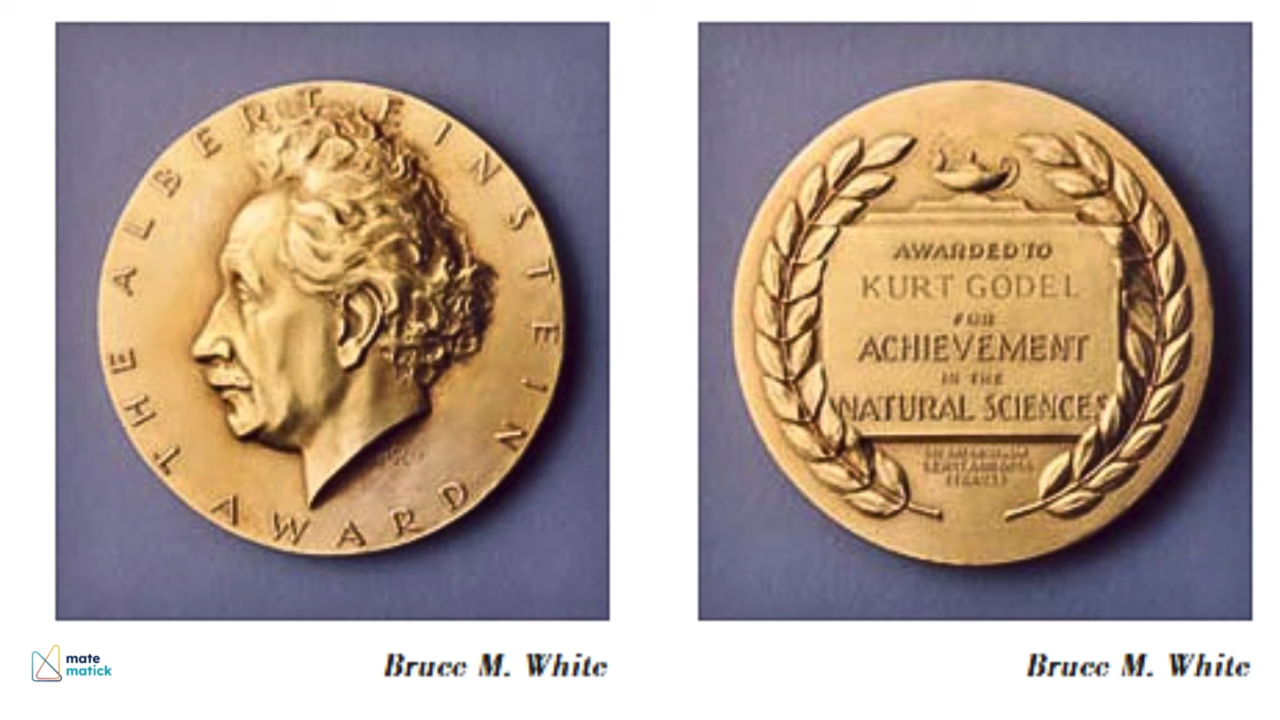 THE ALBERT EINSTEIN AWARD
AWARDED TO
KURT GÖDEL
FOR
ACHIEVEMENT
IN THE
NATURAL SCIENCES
mate
matick
Bruce M. White
Bruce M. White